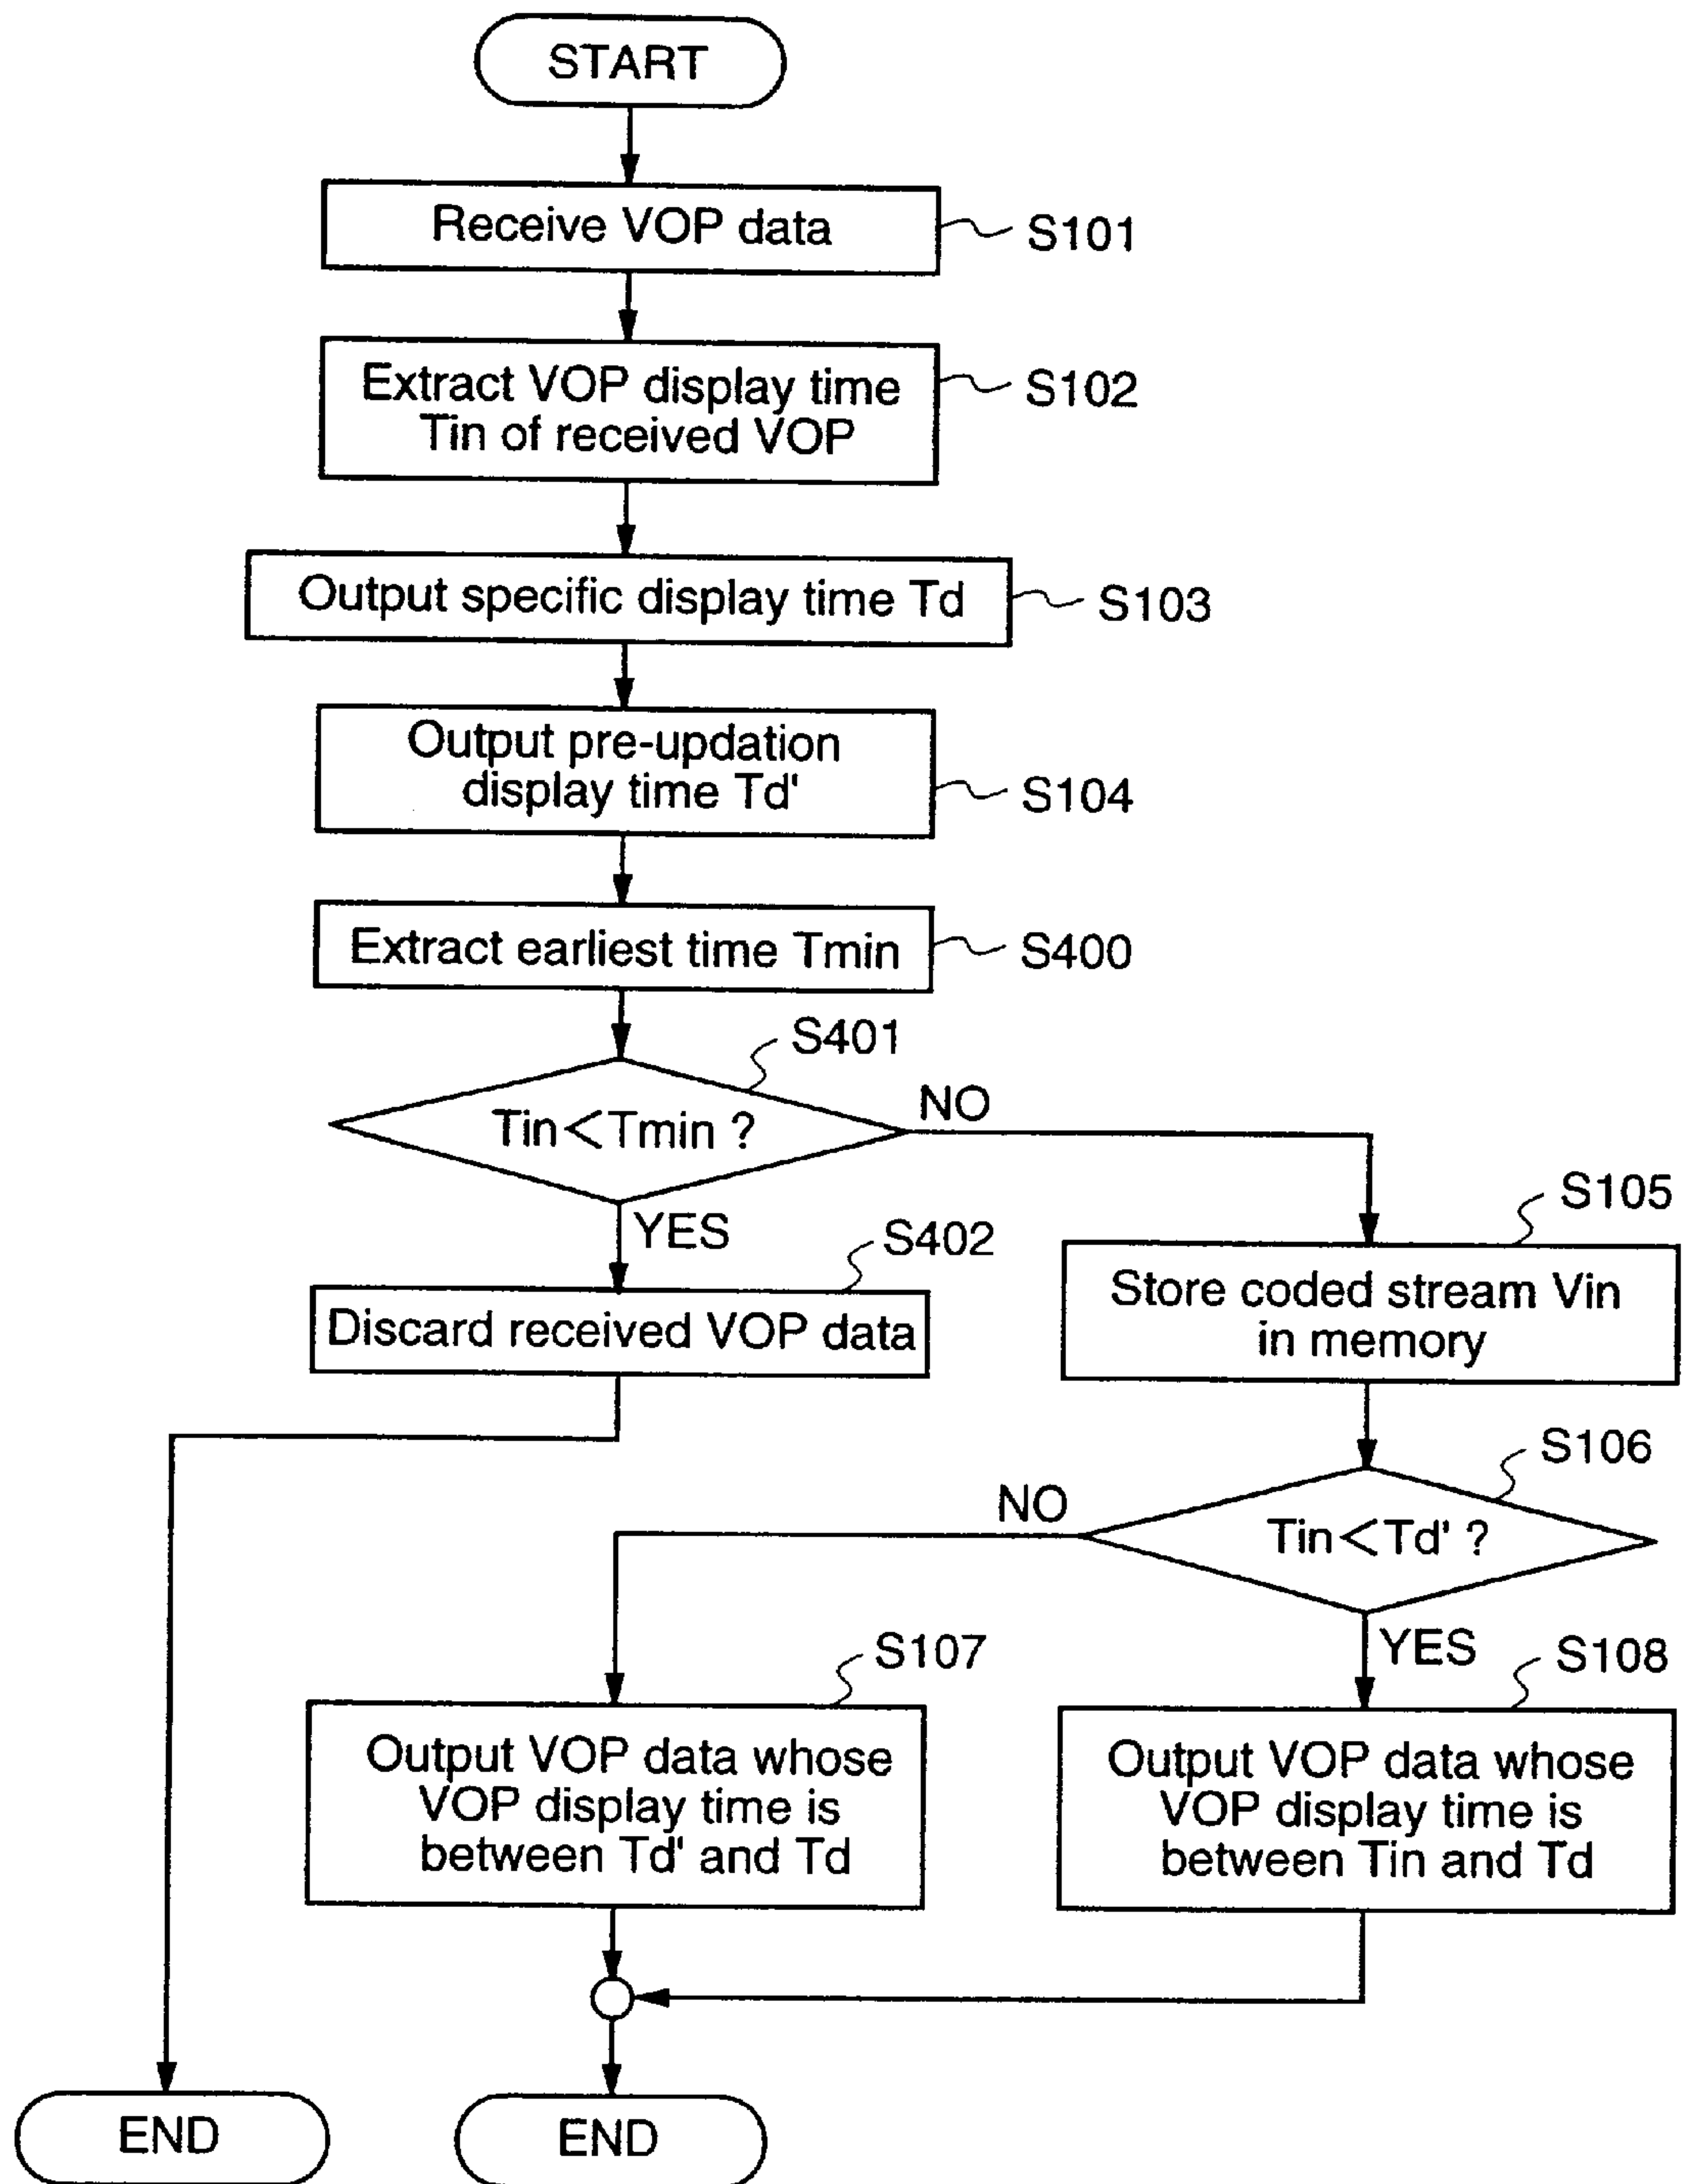 START
Receive VOP data
S101
Extract VOP display time
Tin of received VOP
S102
Output specific display time Td
S103
Output pre-updation
display time Td'
S104
Extract earliest time Tmin
S400
S401
Tin<Tmin ?
NO
YES
S402
Discard received VOP data
S105
Store coded stream Vin
in memory
S106
Tin<Td' ?
NO
YES
S107
Output VOP data whose
VOP display time is
between Td' and Td
S108
Output VOP data whose
VOP display time is
between Tin and Td
END
END